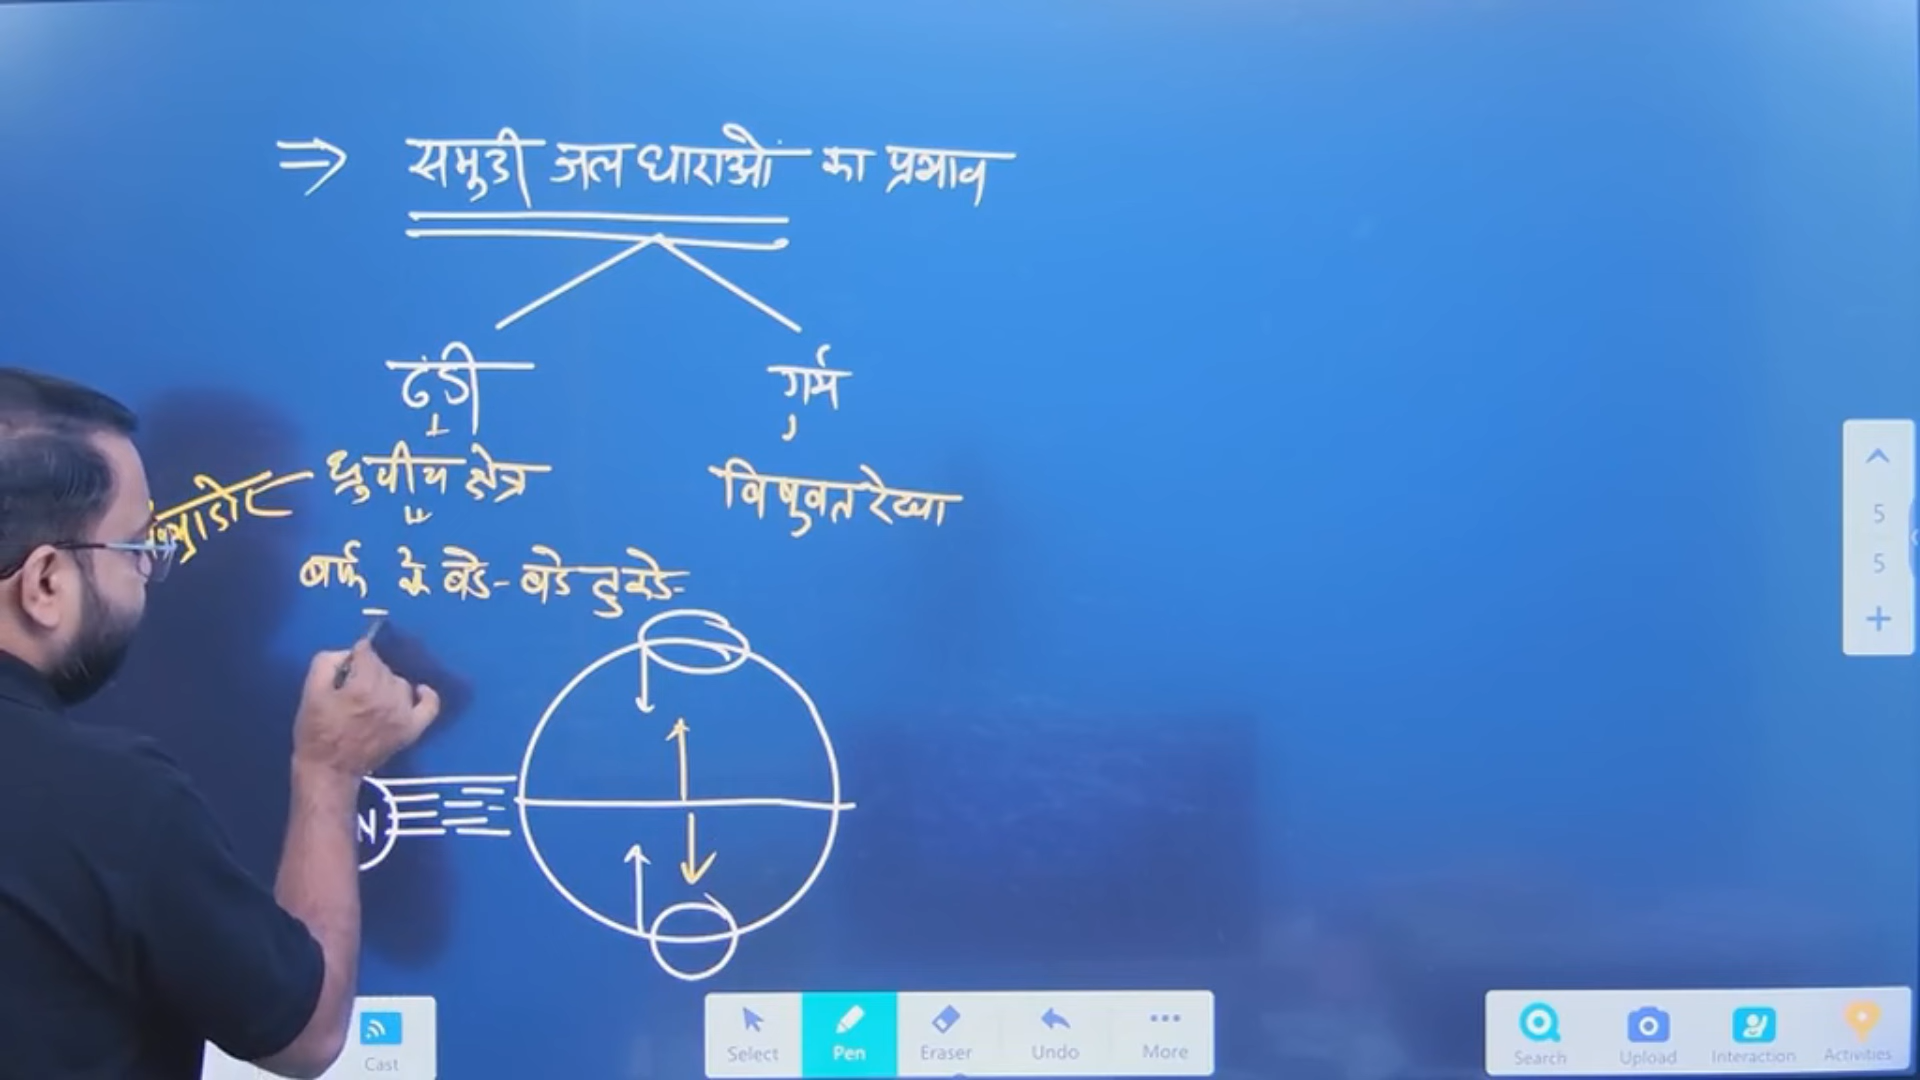 ⇒ समुद्री जल धाराओं का प्रभाव
ठंडी
गर्म
ध्रुवीय क्षेत्र
विषुवत रेखा
बर्फ के बडे-बडे टुकडे
N
5
5
Cast
Select
Pen
Eraser
Undo
More
Search
Upload
Interaction
Activities